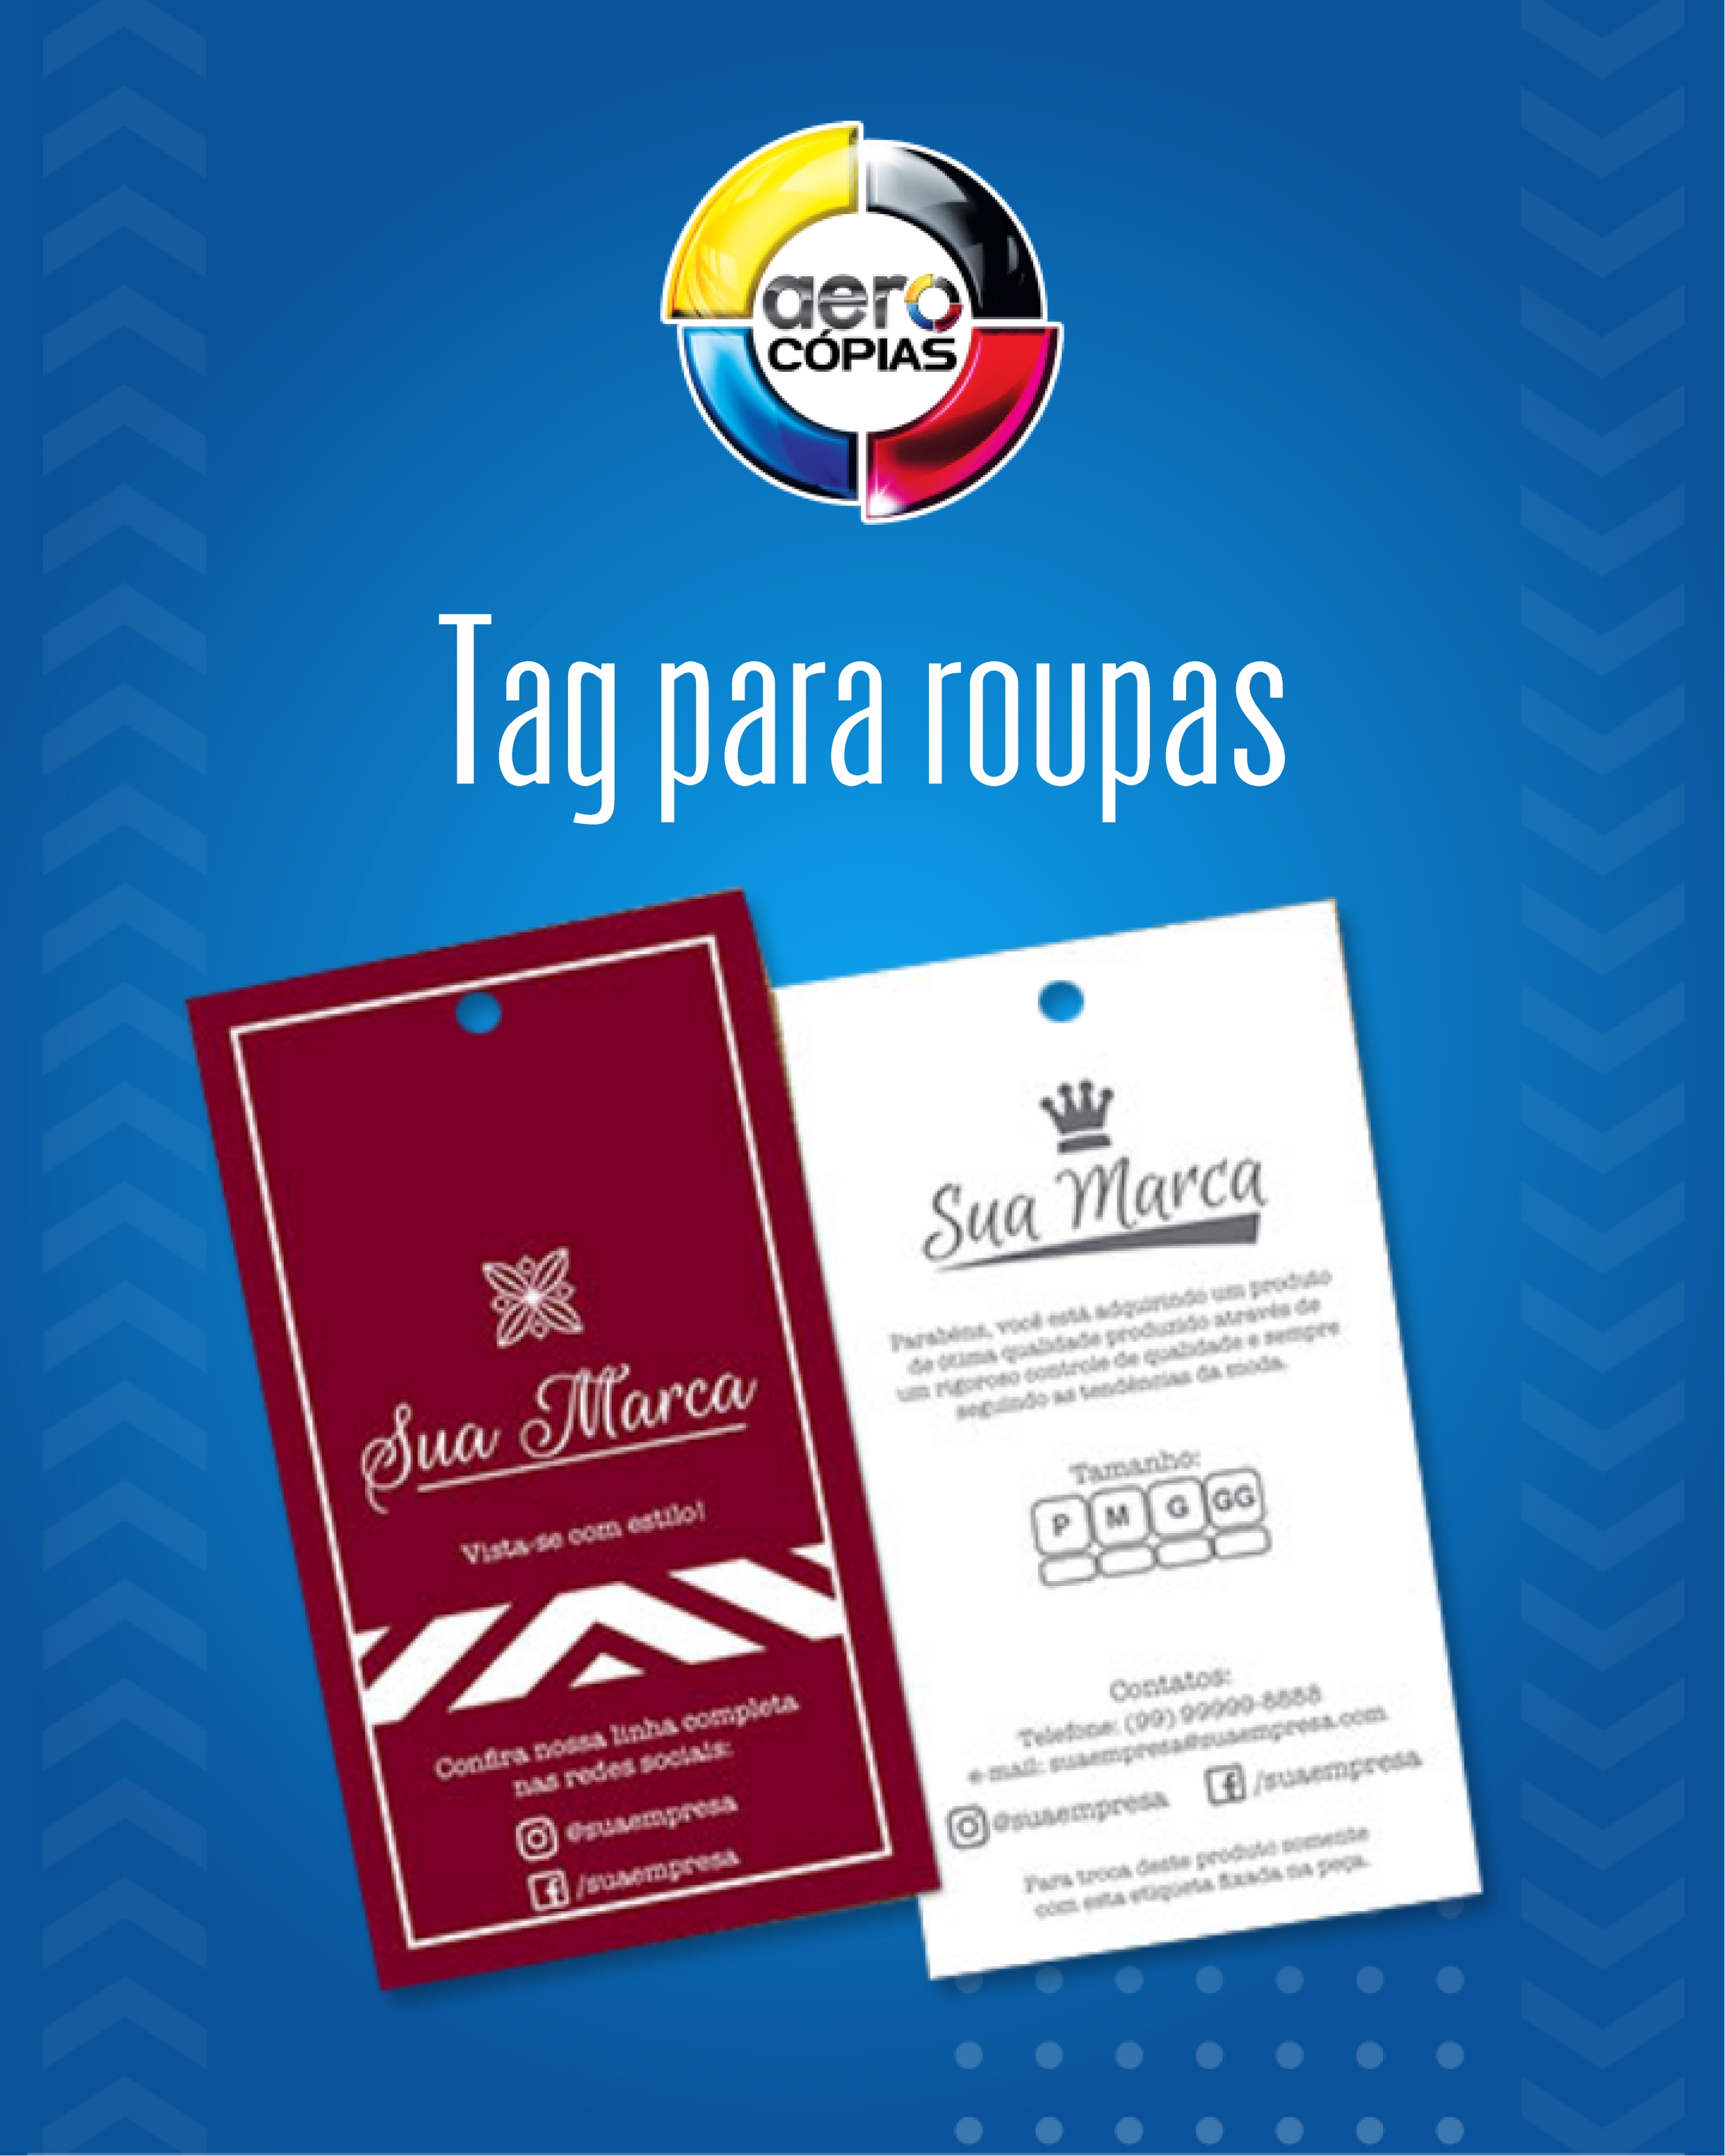 aero
CÓPIAS
Tag para roupas
Sua Marca
Vista-se com estilo!
Confira nossa linha completa
nas redes sociais:
@suaempresa
/suaempresa
Sua Marca
Parabéns, você está adquirindo um produto
de ótima qualidade produzido através de
um rigoroso controle de qualidade e sempre
seguindo as tendências da moda.
Tamanho:
P M G GG
Contatos:
Telefone: (99) 99999-8888
e-mail: suaempresa@suaempresa.com
@suaempresa /suaempresa
Para troca deste produto somente
com esta etiqueta fixada na peça.